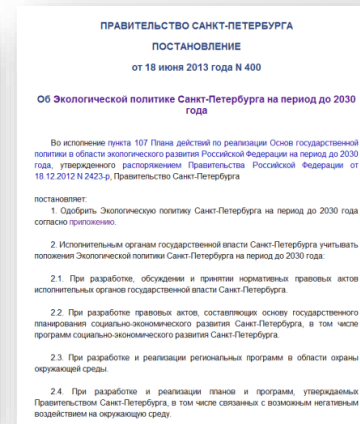 ПРАВИТЕЛЬСТВО САНКТ-ПЕТЕРБУРГА
ПОСТАНОВЛЕНИЕ
от 18 июня 2013 года N 400
Об Экологической политике Санкт-Петербурга на период до 2030
года
Во исполнение пункта 107 Плана действий по реализации Основ государственной
политики в области экологического развития Российской Федерации на период до 2030
года, утвержденного распоряжением Правительства Российской Федерации от
18.12.2012 N 2423-р, Правительство Санкт-Петербурга
постановляет:
1. Одобрить Экологическую политику Санкт-Петербурга на период до 2030 года
согласно приложению.
2. Исполнительным органам государственной власти Санкт-Петербурга учитывать
положения Экологической политики Санкт-Петербурга на период до 2030 года:
2.1. При разработке, обсуждении и принятии нормативных правовых актов
исполнительных органов государственной власти Санкт-Петербурга.
2.2. При разработке правовых актов, составляющих основу государственного
планирования социально-экономического развития Санкт-Петербурга, в том числе
программ социально-экономического развития Санкт-Петербурга.
2.3. При разработке и реализации региональных программ в области охраны
окружающей среды.
2.4. При разработке и реализации планов и программ, утверждаемых
Правительством Санкт-Петербурга, в том числе связанных с возможным негативным
воздействием на окружающую среду.